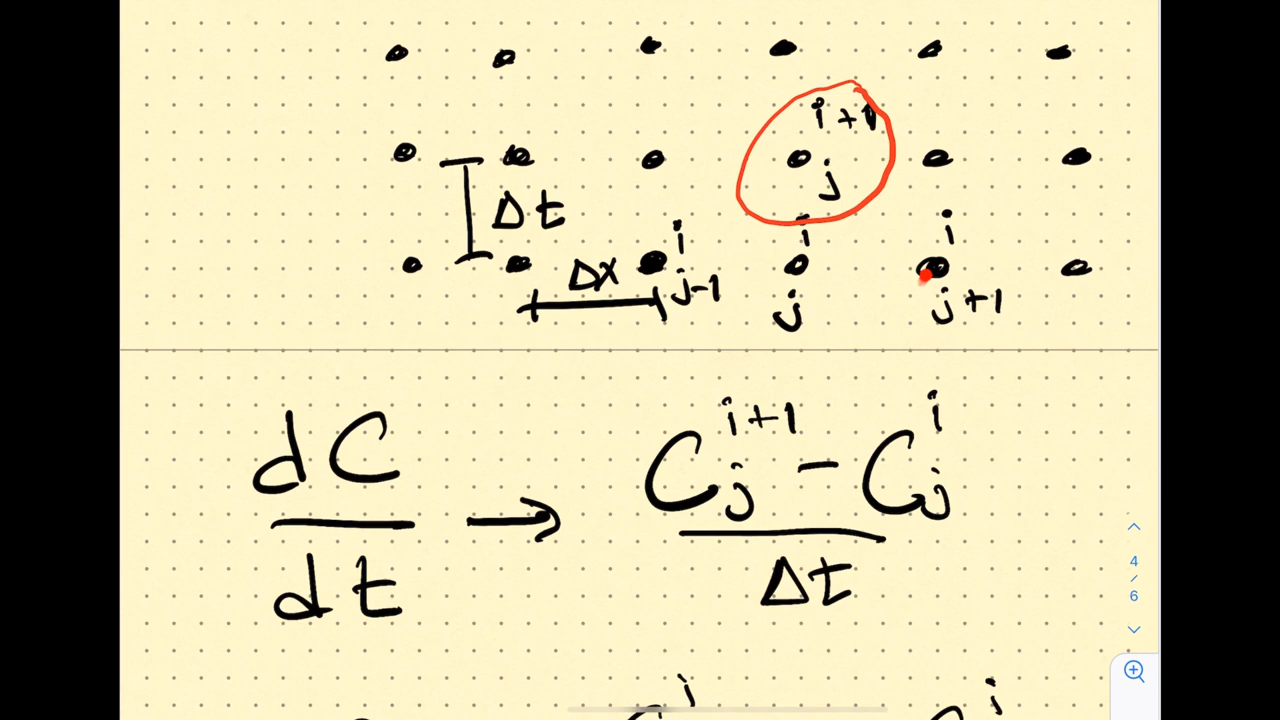 i+1
j
Δt
i
i
i
Δx
j-1
j
j+1
dC/dt → (C_j^{i+1} - C_j^i)/Δt
4
/
6
C^i
C^i